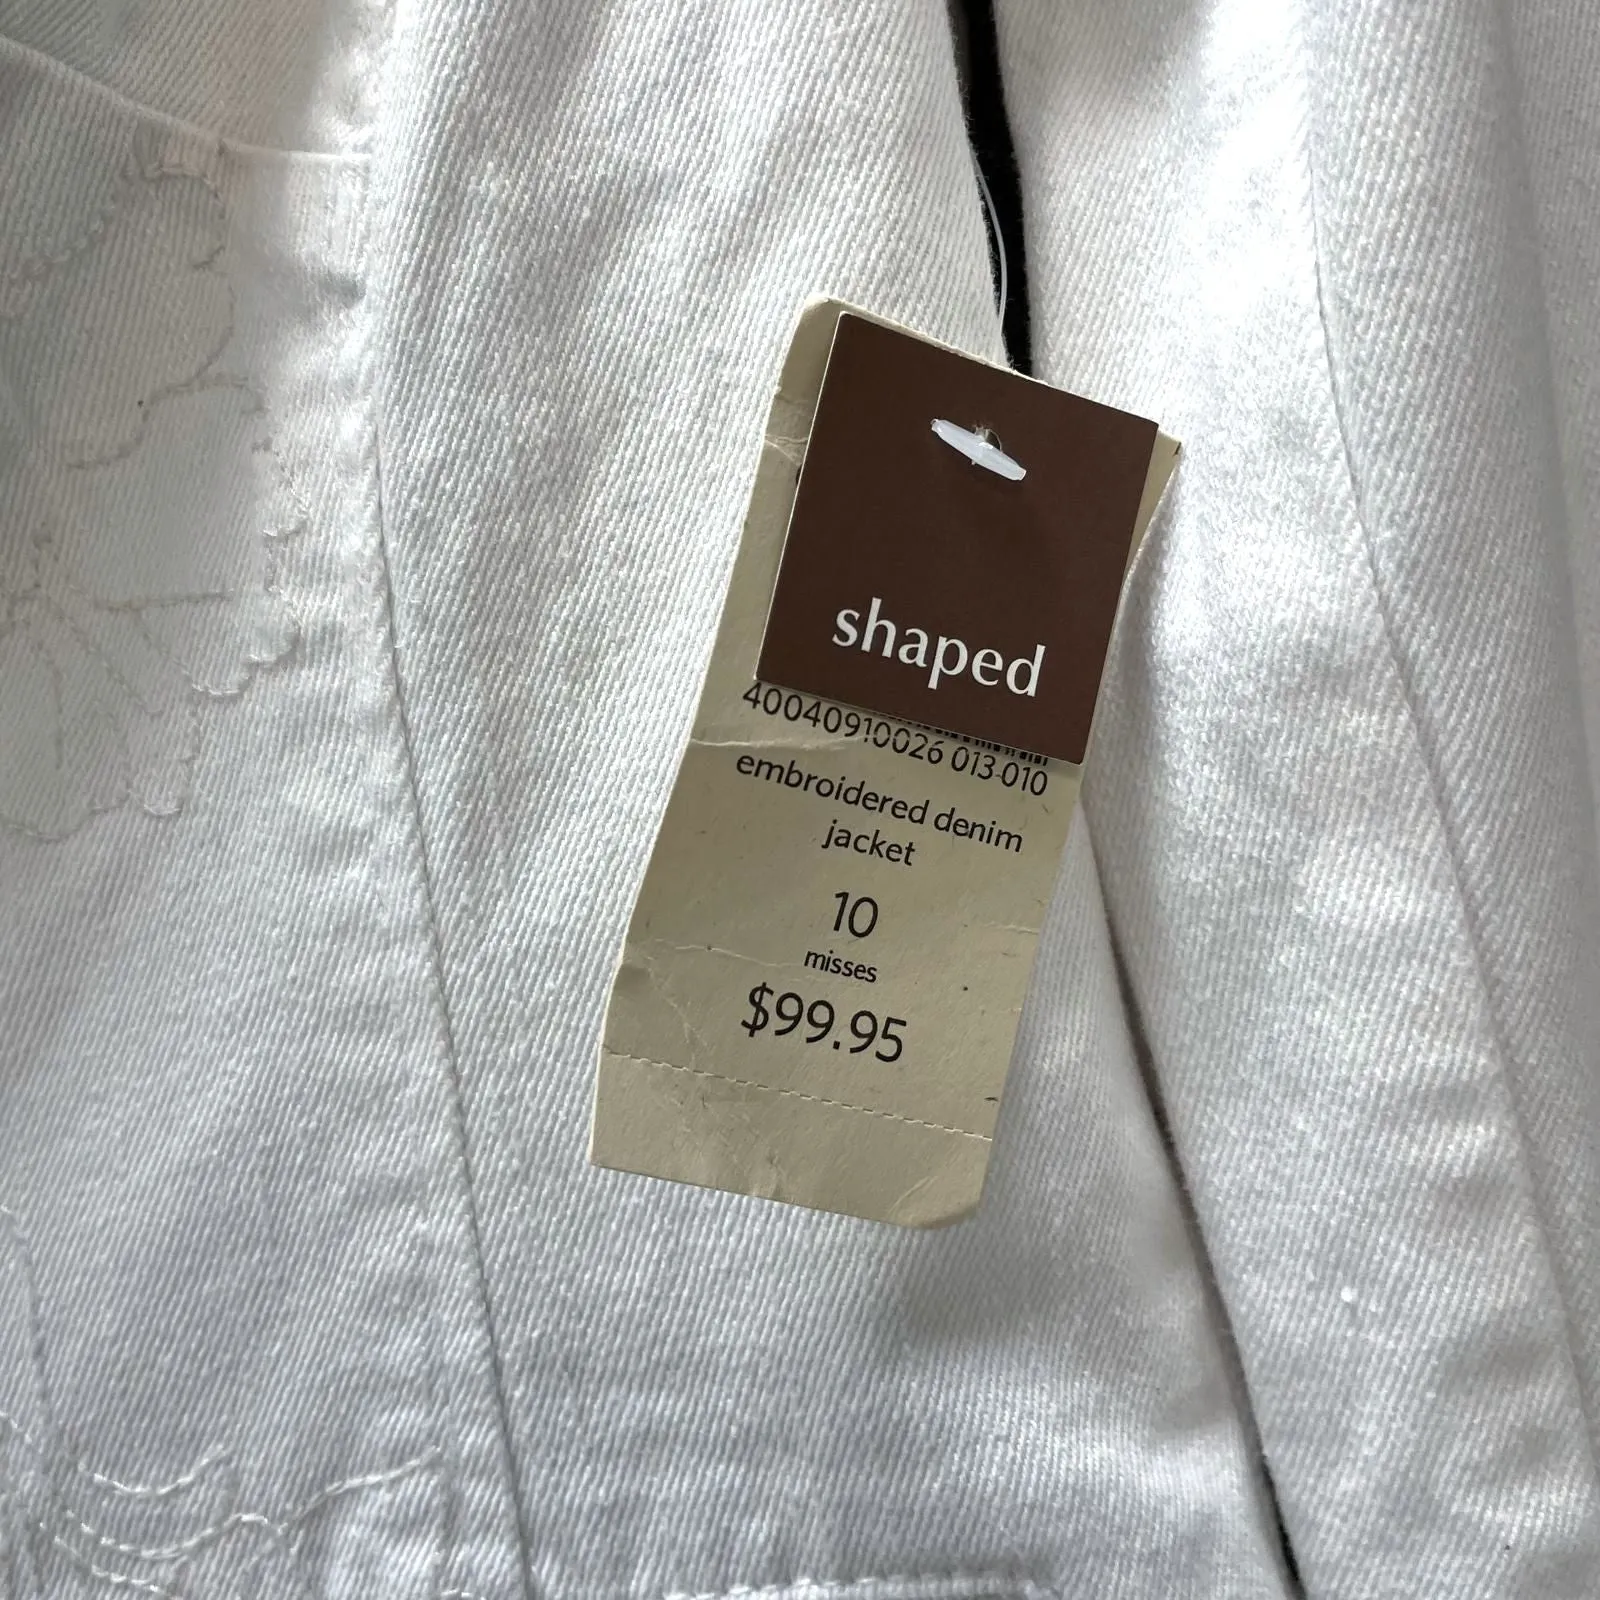 shaped
40040910026 013-010
embroidered denim
jacket
10
misses
$99.95